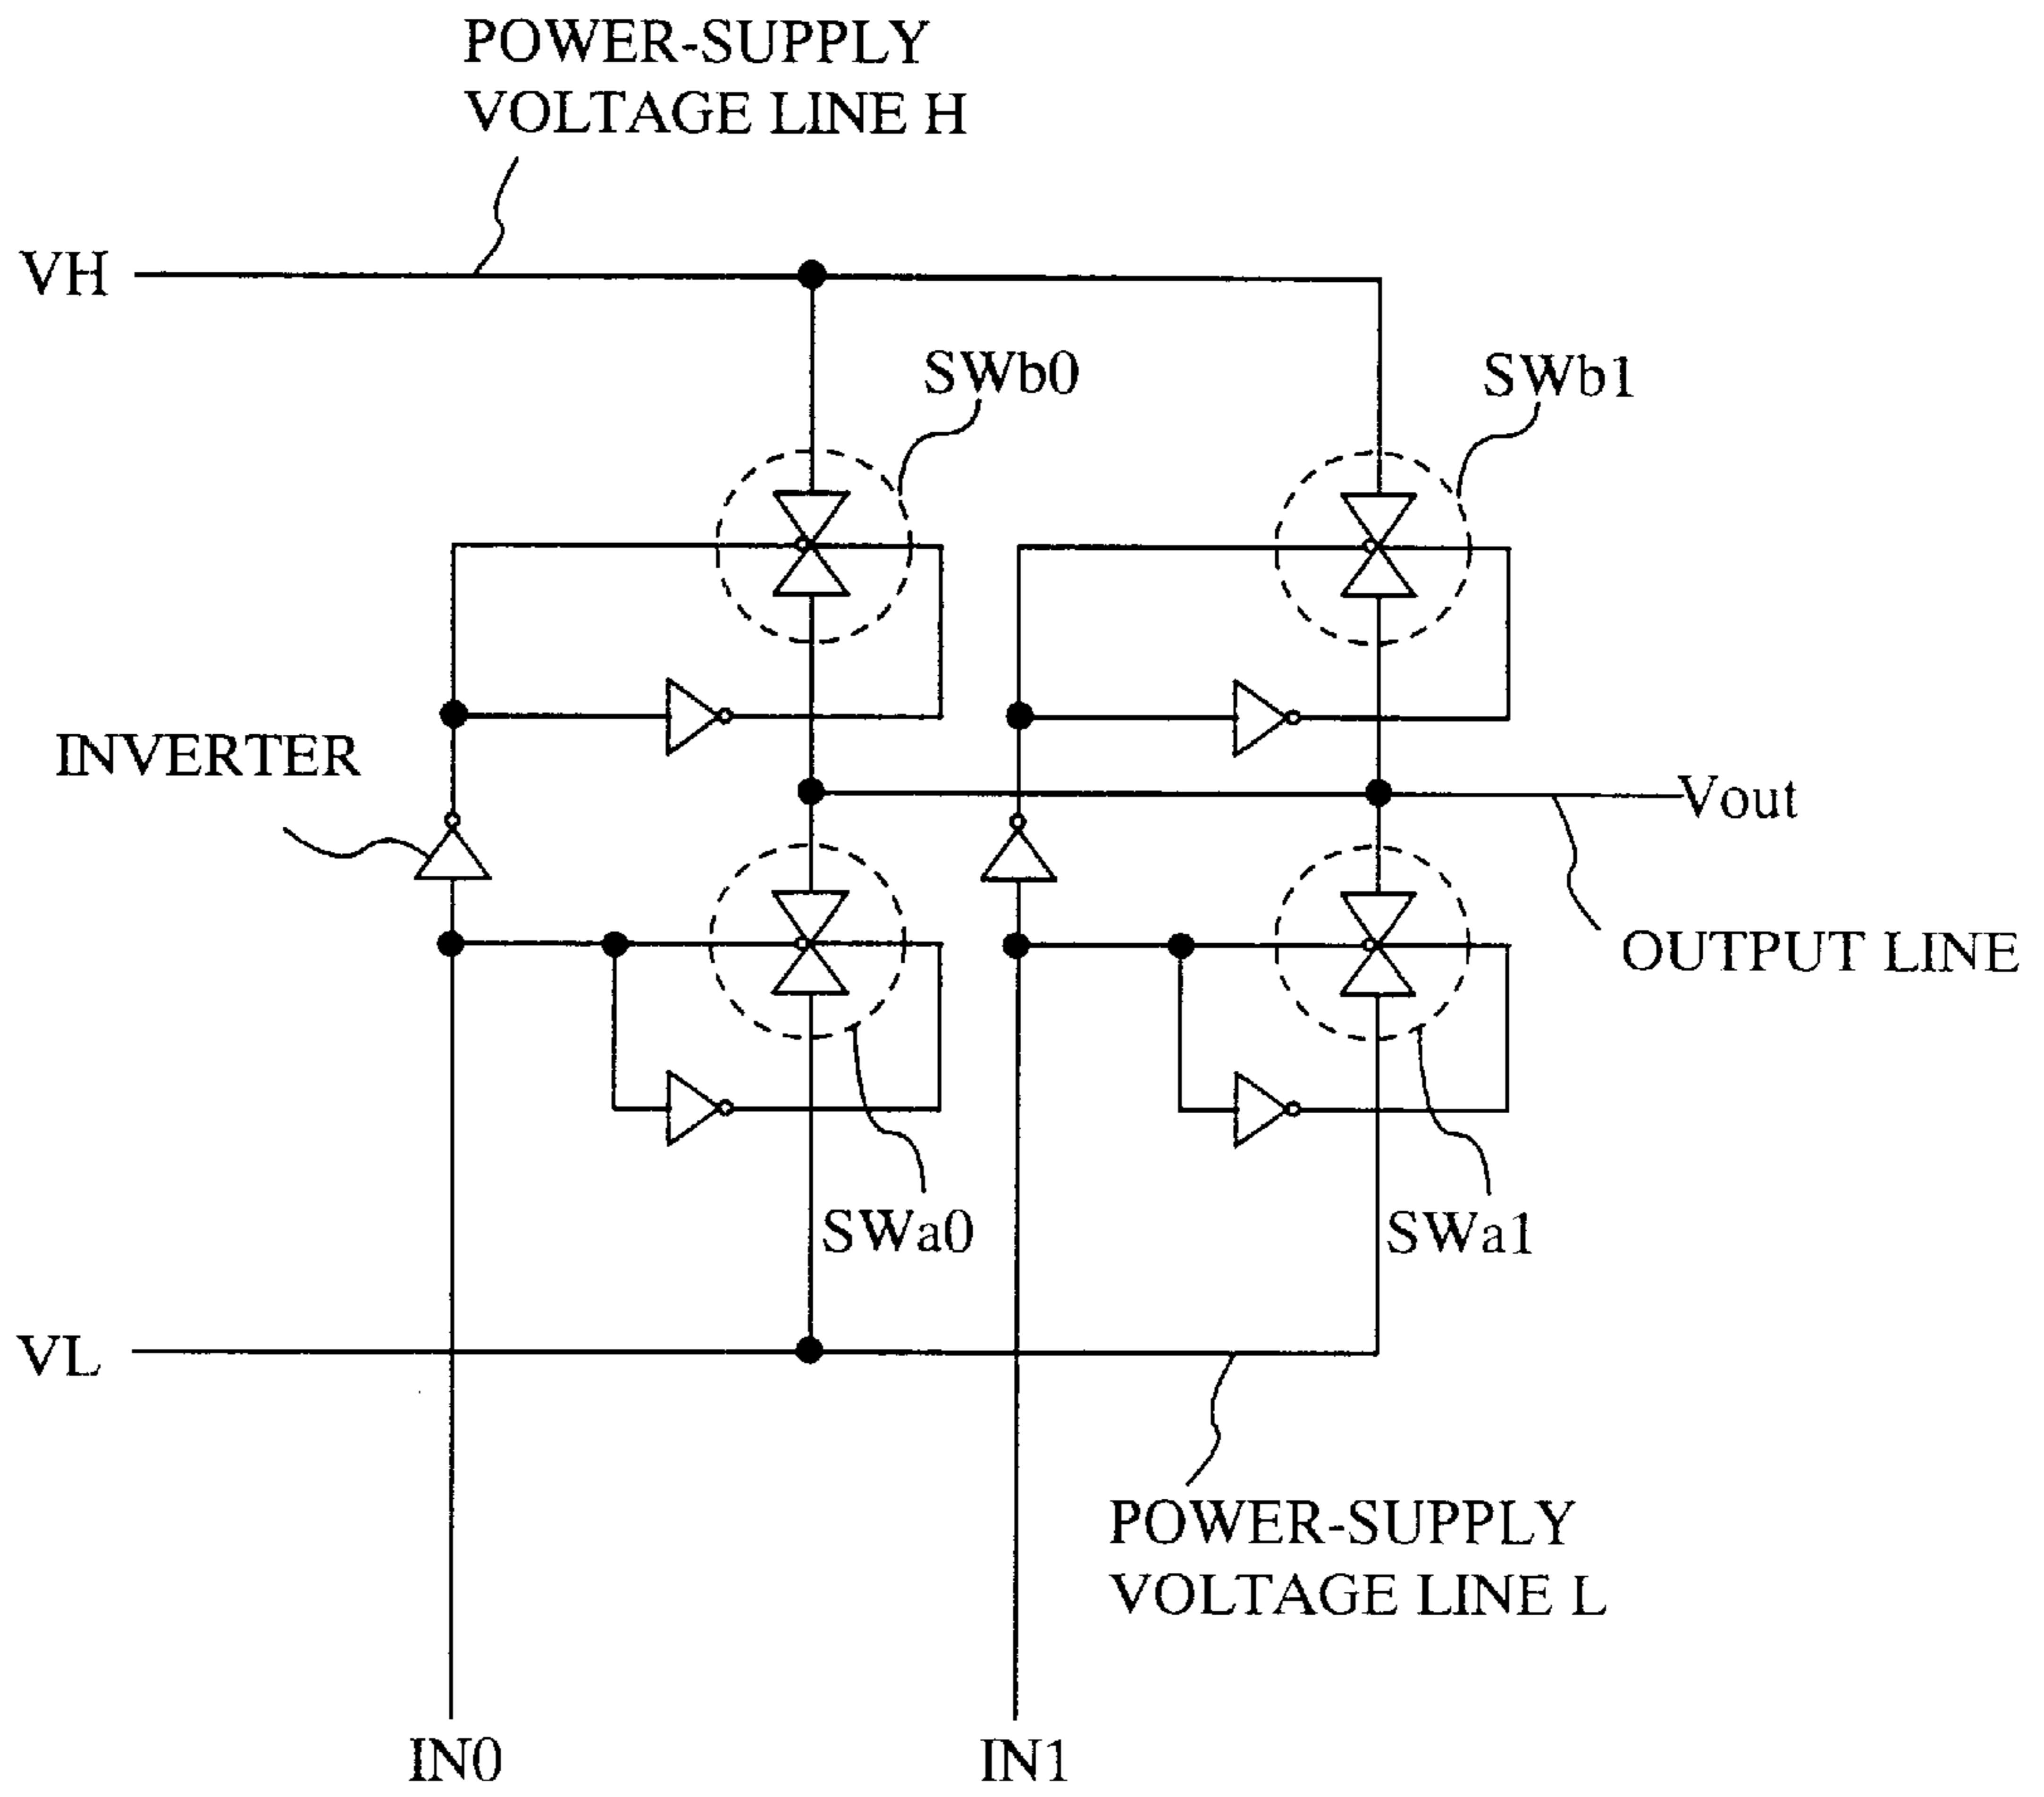 POWER-SUPPLY
VOLTAGE LINE H
VH
SWb0
SWb1
INVERTER
Vout
OUTPUT LINE
SWa0
SWa1
VL
POWER-SUPPLY
VOLTAGE LINE L
IN0
IN1